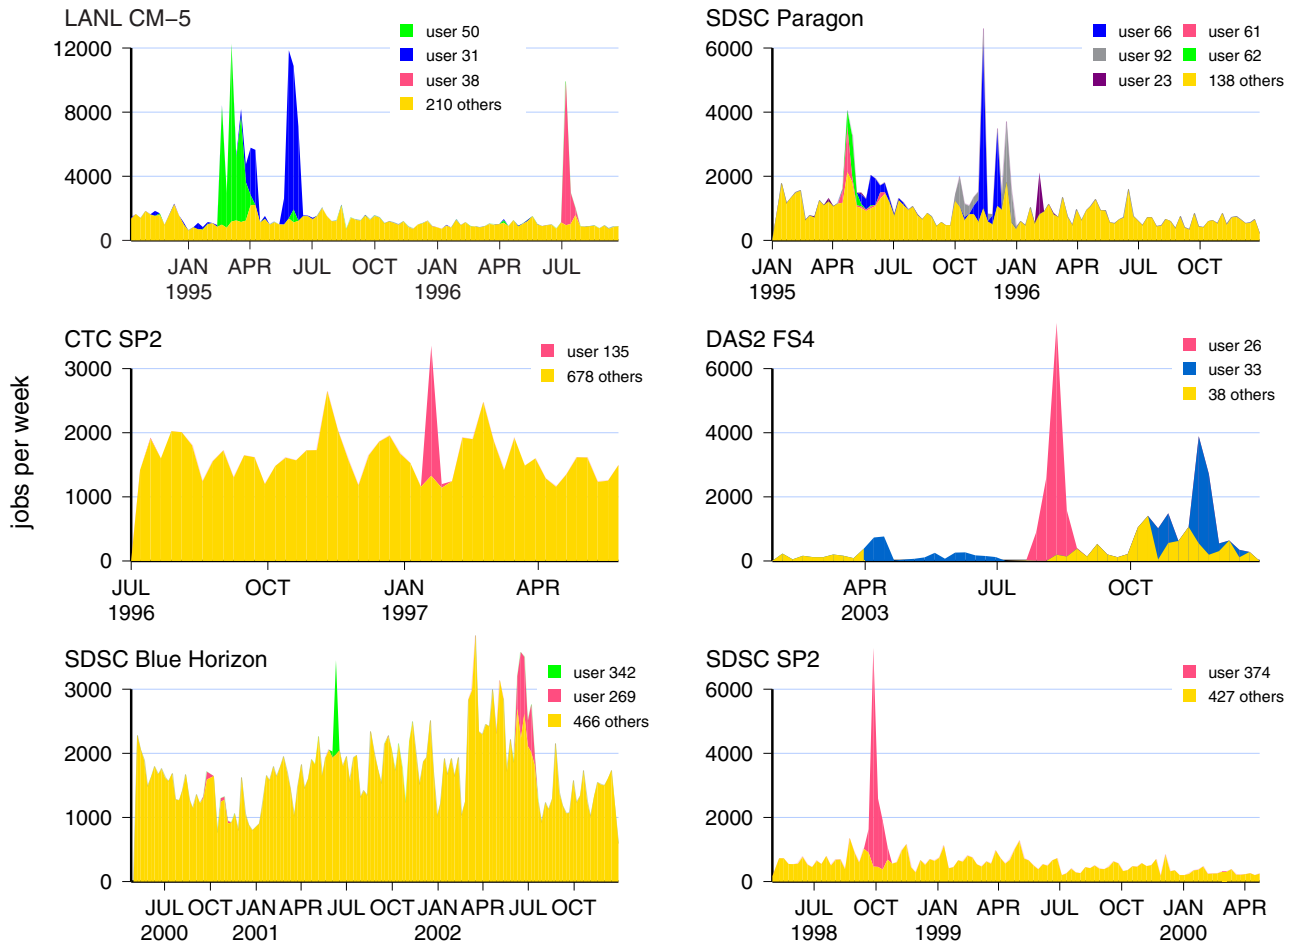 LANL CM−5
user 50
user 31
user 38
210 others
12000
8000
4000
0
JAN APR JUL OCT JAN APR JUL
1995 1996
SDSC Paragon
user 66 user 61
user 92 user 62
user 23 138 others
6000
4000
2000
0
JAN APR JUL OCT JAN APR JUL OCT
1995 1996
jobs per week
CTC SP2
user 135
678 others
3000
2000
1000
0
JUL OCT JAN APR
1996 1997
DAS2 FS4
user 26
user 33
38 others
6000
4000
2000
0
APR JUL OCT
2003
SDSC Blue Horizon
user 342
user 269
466 others
3000
2000
1000
0
JUL OCT JAN APR JUL OCT JAN APR JUL OCT
2000 2001 2002
SDSC SP2
user 374
427 others
6000
4000
2000
0
JUL OCT JAN APR JUL OCT JAN APR
1998 1999 2000